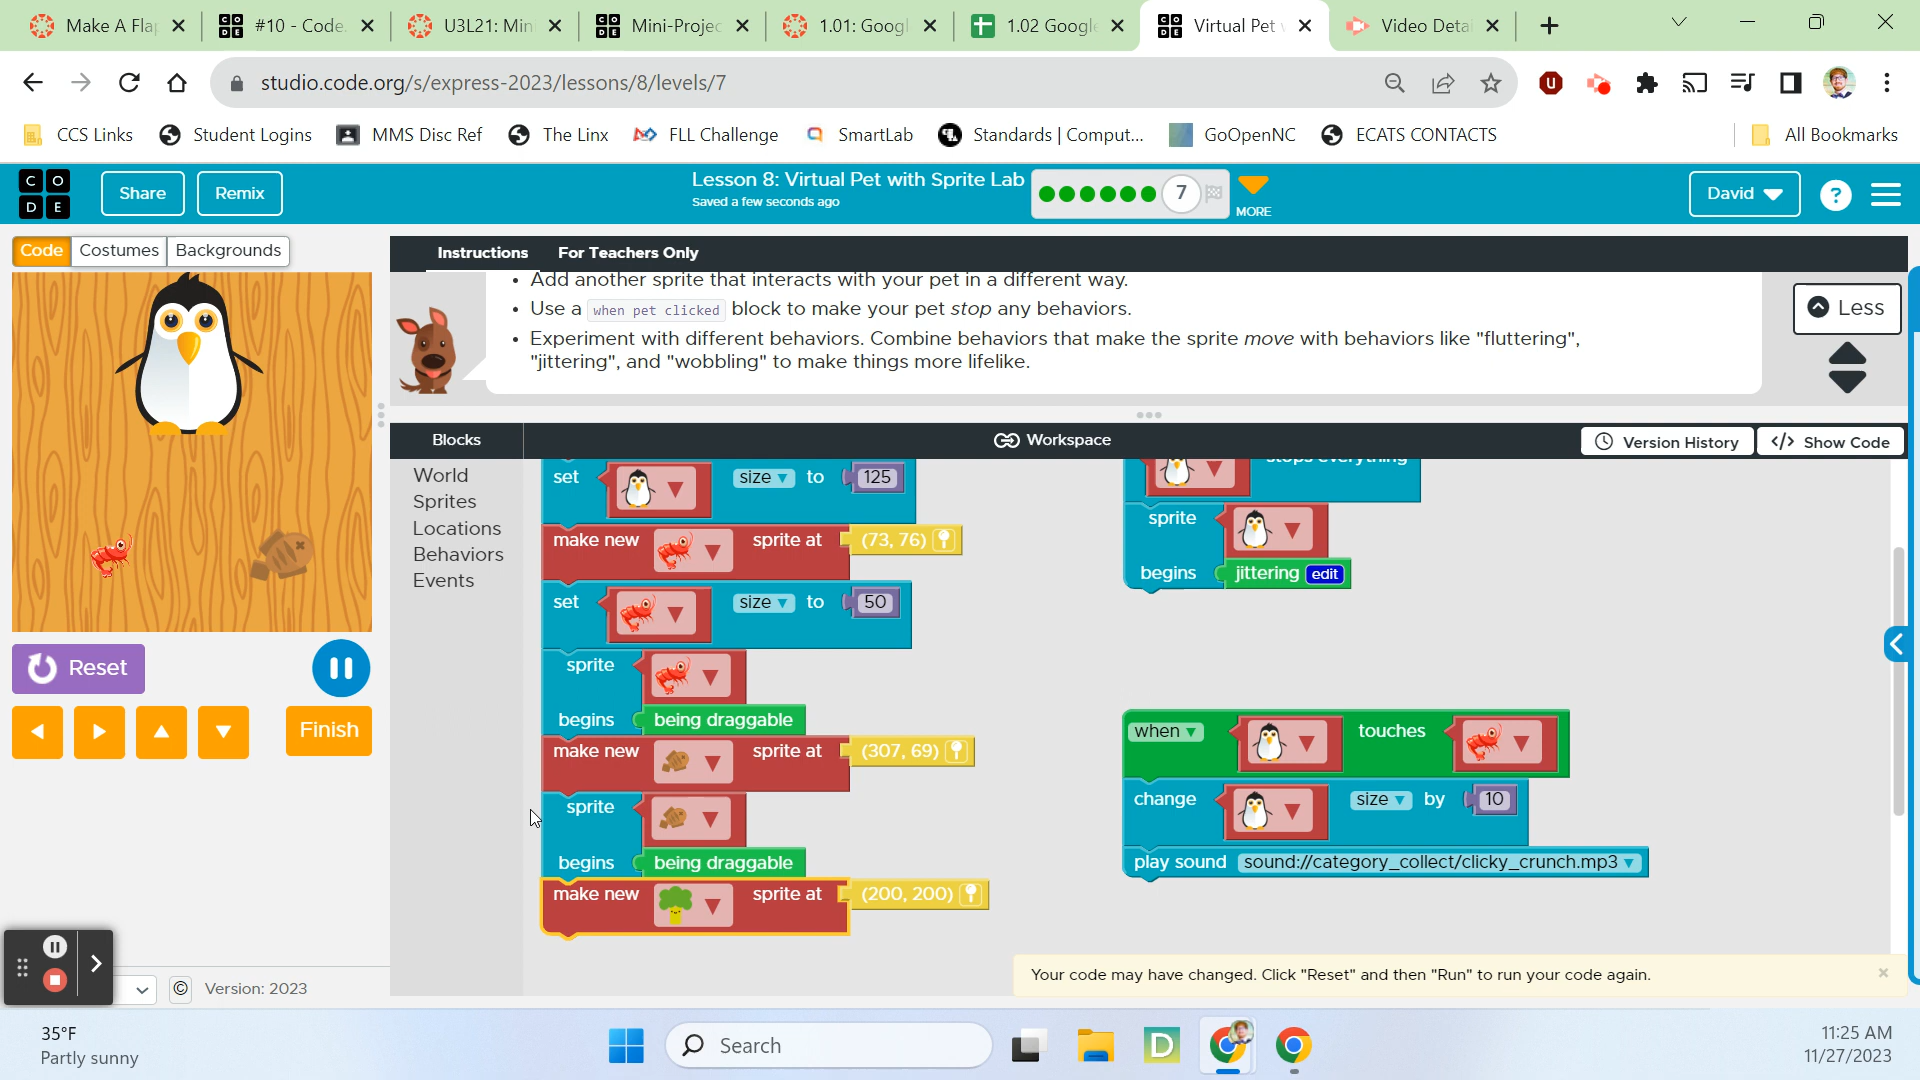 Make A Fla
#10 - Code.
U3L21: Mini
Mini-Projec
1.01: Googl
1.02 Google
Virtual Pet
Video Detai
studio.code.org/s/express-2023/lessons/8/levels/7
CCS Links
Student Logins
MMS Disc Ref
The Linx
FLL Challenge
SmartLab
Standards | Comput...
GoOpenNC
ECATS CONTACTS
All Bookmarks
C O
D E
Share
Remix
Lesson 8: Virtual Pet with Sprite Lab
Saved a few seconds ago
7
MORE
David
?
Code
Costumes
Backgrounds
Instructions
For Teachers Only
• Add another sprite that interacts with your pet in a different way.
• Use a when pet clicked block to make your pet stop any behaviors.
• Experiment with different behaviors. Combine behaviors that make the sprite move with behaviors like "fluttering",
"jittering", and "wobbling" to make things more lifelike.
Less
Blocks
Workspace
Version History
</> Show Code
World
Sprites
Locations
Behaviors
Events
set size to 125
make new sprite at (73, 76)
set size to 50
sprite
begins being draggable
make new sprite at (307, 69)
sprite
begins being draggable
make new sprite at (200, 200)
stops everything
sprite
begins jittering edit
when touches
change size by 10
play sound sound://category_collect/clicky_crunch.mp3
Reset
Finish
Your code may have changed. Click "Reset" and then "Run" to run your code again.
© Version: 2023
35°F
Partly sunny
Search
D
11:25 AM
11/27/2023